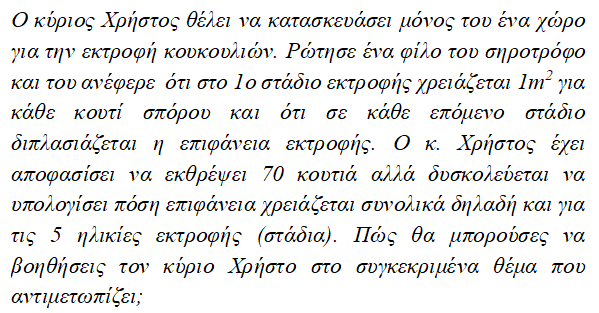 Ο κύριος Χρήστος θέλει να κατασκευάσει μόνος του ένα χώρο
για την εκτροφή κουκουλιών. Ρώτησε ένα φίλο του σηροτρόφο
και του ανέφερε ότι στο 1ο στάδιο εκτροφής χρειάζεται 1m² για
κάθε κουτί σπόρου και ότι σε κάθε επόμενο στάδιο
διπλασιάζεται η επιφάνεια εκτροφής. Ο κ. Χρήστος έχει
αποφασίσει να εκθρέψει 70 κουτιά αλλά δυσκολεύεται να
υπολογίσει πόση επιφάνεια χρειάζεται συνολικά δηλαδή και για
τις 5 ηλικίες εκτροφής (στάδια). Πώς θα μπορούσες να
βοηθήσεις τον κύριο Χρήστο στο συγκεκριμένα θέμα που
αντιμετωπίζει;